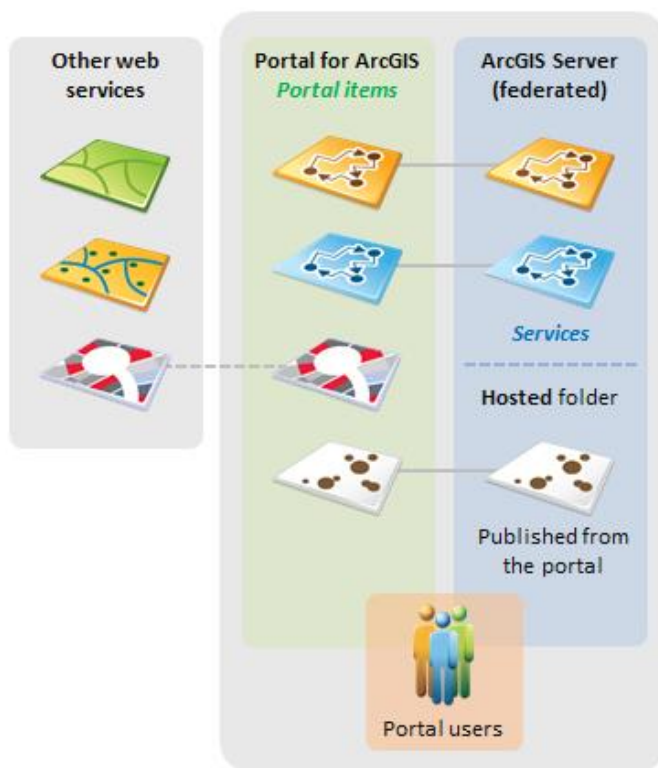 Other web
services
Portal for ArcGIS
Portal items
ArcGIS Server
(federated)
Services
Hosted folder
Published from
the portal
Portal users